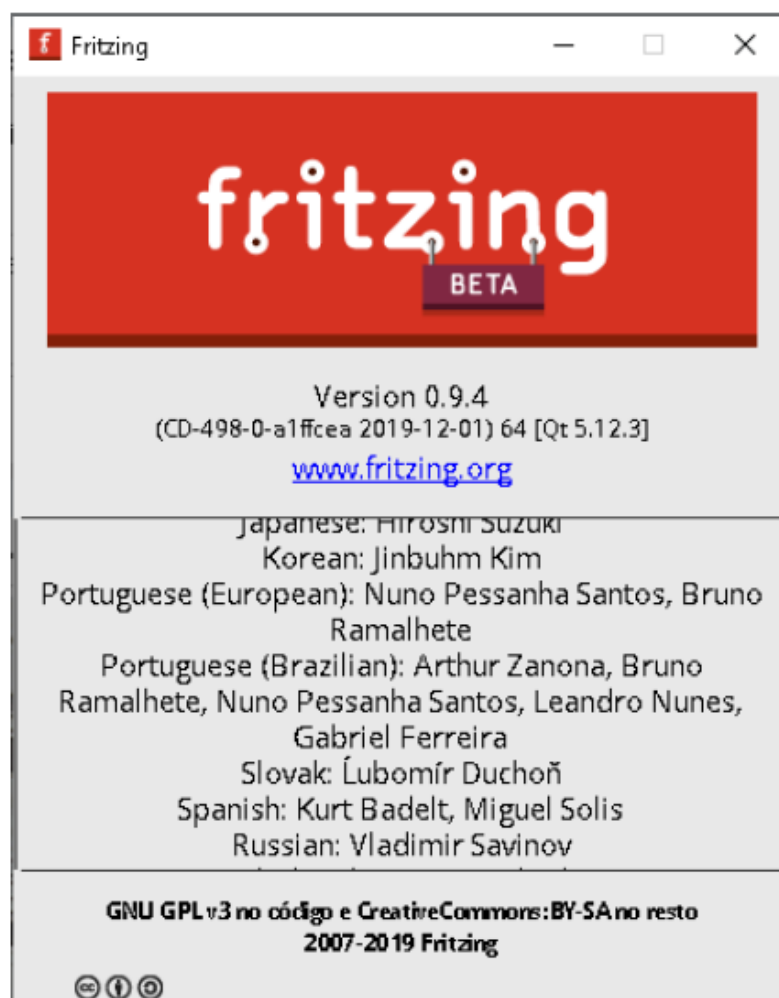 Fritzing
fritzing
BETA
Version 0.9.4
(CD-498-0-a1ffcea 2019-12-01) 64 [Qt 5.12.3]
www.fritzing.org
Japanese: Hiroshi Suzuki
Korean: Jinbuhm Kim
Portuguese (European): Nuno Pessanha Santos, Bruno
Ramalhete
Portuguese (Brazilian): Arthur Zanona, Bruno
Ramalhete, Nuno Pessanha Santos, Leandro Nunes,
Gabriel Ferreira
Slovak: Ĺubomír Duchoň
Spanish: Kurt Badelt, Miguel Solis
Russian: Vladimir Savinov
GNU GPL v3 no código e CreativeCommons:BY-SA no resto
2007-2019 Fritzing